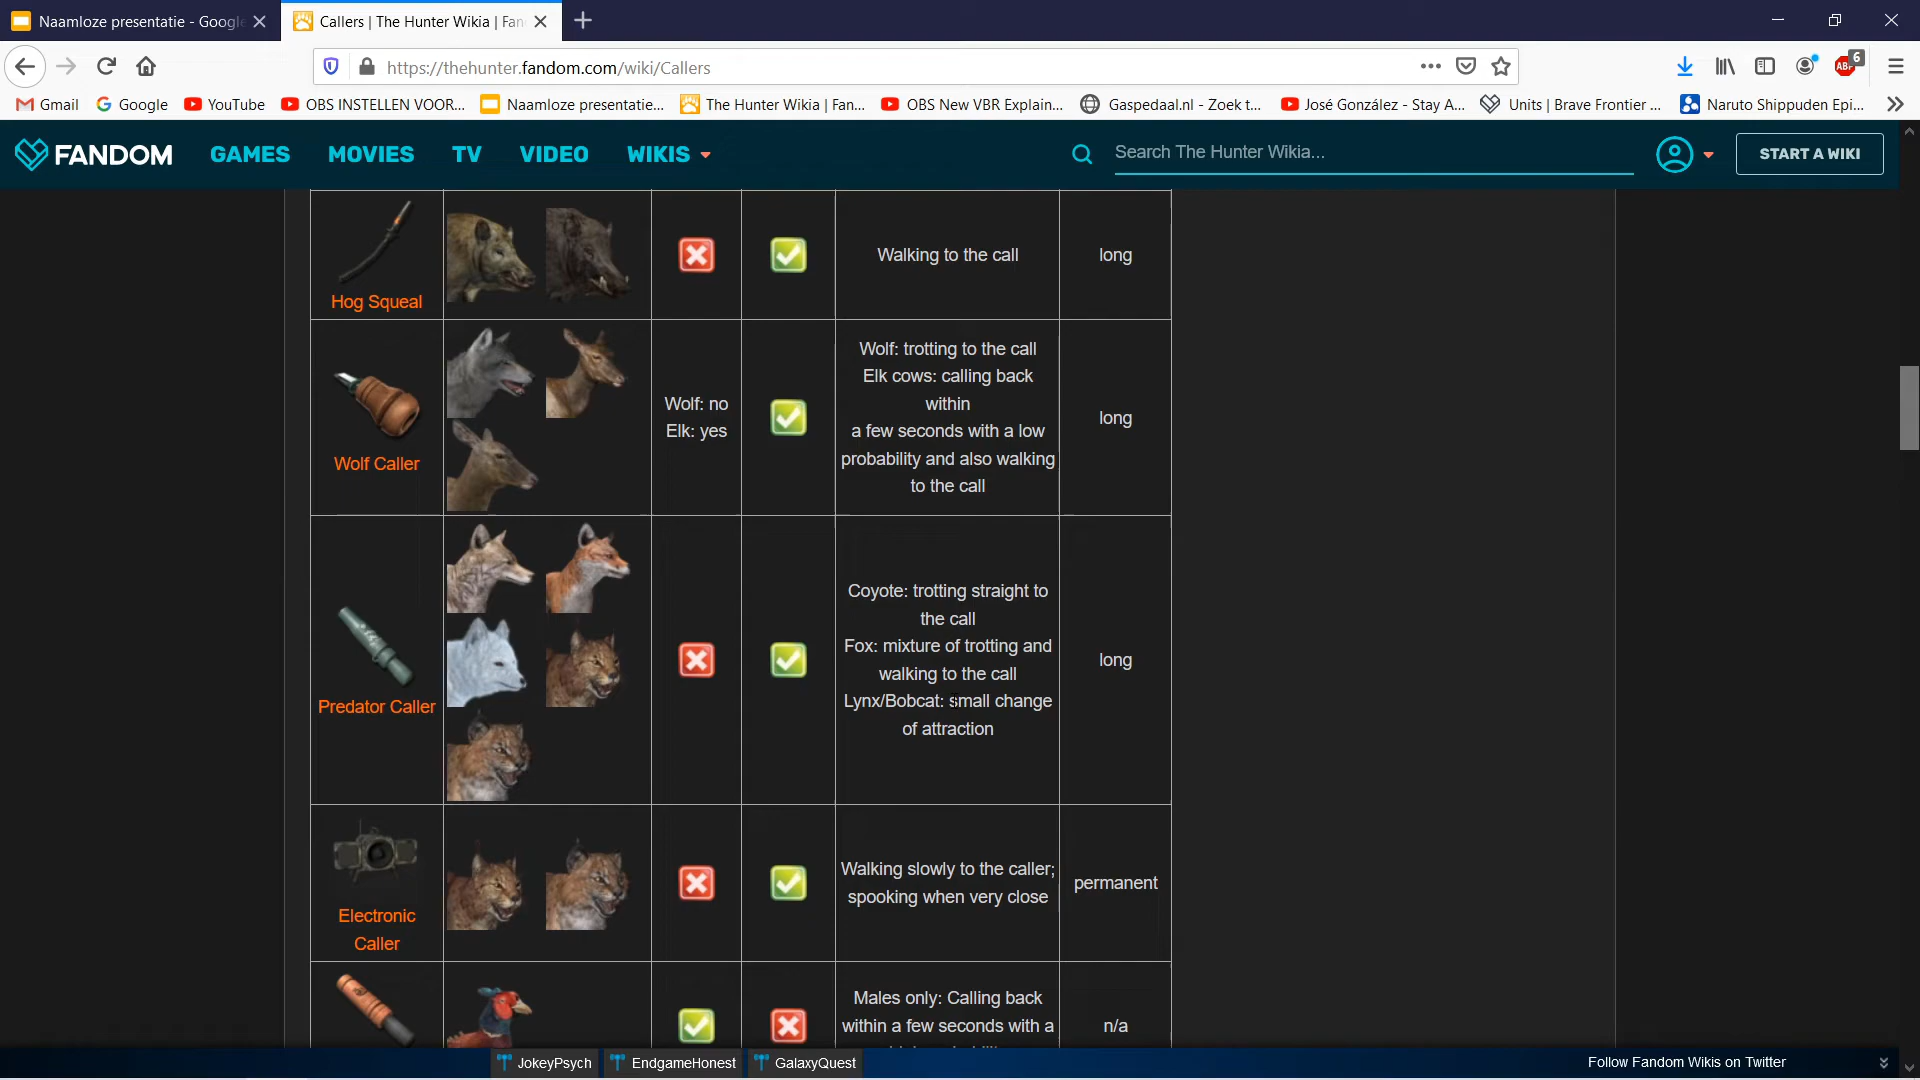 Naamloze presentatie - Google
Callers | The Hunter Wikia | Fan
https://thehunter.fandom.com/wiki/Callers
ABP
6
Gmail
Google
YouTube
OBS INSTELLEN VOOR...
Naamloze presentatie...
The Hunter Wikia | Fan...
OBS New VBR Explain...
Gaspedaal.nl - Zoek t...
José González - Stay A...
Units | Brave Frontier ...
Naruto Shippuden Epi...
FANDOM
GAMES
MOVIES
TV
VIDEO
WIKIS
Search The Hunter Wikia...
START A WIKI
Hog Squeal
Walking to the call
long
Wolf Caller
Wolf: no
Elk: yes
Wolf: trotting to the call
Elk cows: calling back
within
a few seconds with a low
probability and also walking
to the call
long
Predator Caller
Coyote: trotting straight to
the call
Fox: mixture of trotting and
walking to the call
Lynx/Bobcat: small change
of attraction
long
Electronic
Caller
Walking slowly to the caller;
spooking when very close
permanent
Males only: Calling back
within a few seconds with a
n/a
JokeyPsych
EndgameHonest
GalaxyQuest
Follow Fandom Wikis on Twitter